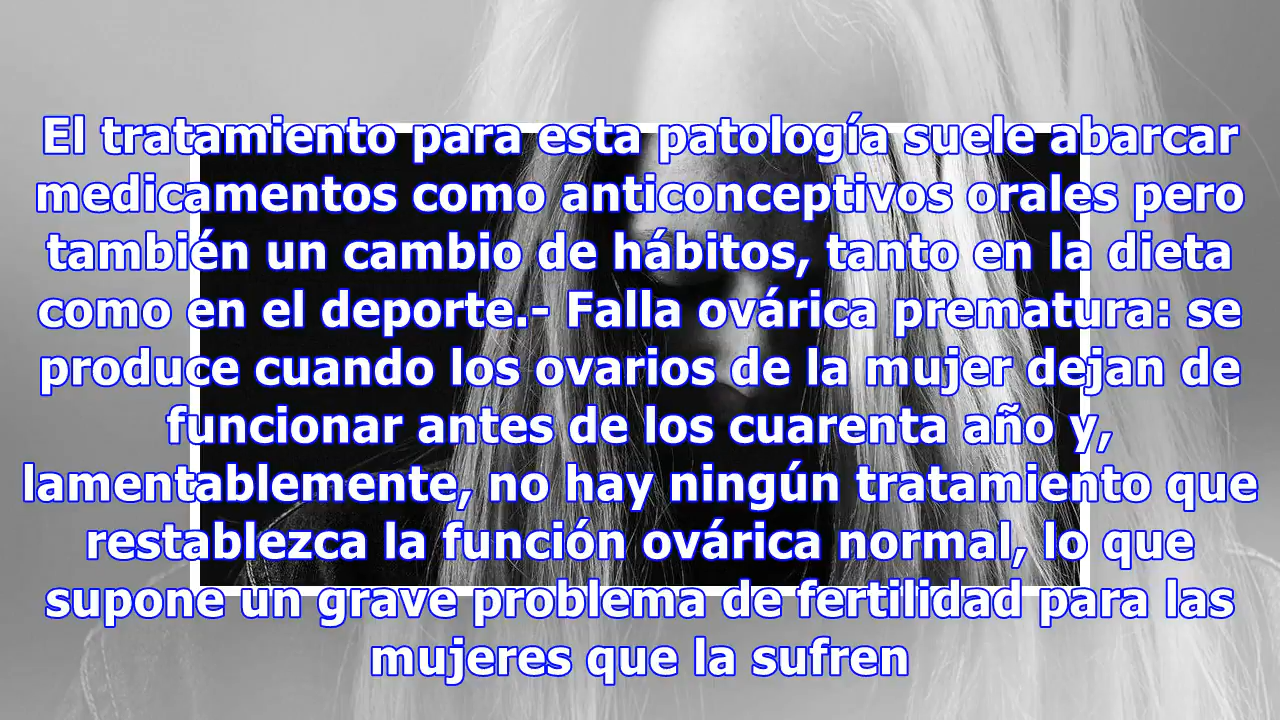 El tratamiento para esta patología suele abarcar
medicamentos como anticonceptivos orales pero
también un cambio de hábitos, tanto en la dieta
como en el deporte.- Falla ovárica prematura: se
produce cuando los ovarios de la mujer dejan de
funcionar antes de los cuarenta año y,
lamentablemente, no hay ningún tratamiento que
restablezca la función ovárica normal, lo que
supone un grave problema de fertilidad para las
mujeres que la sufren